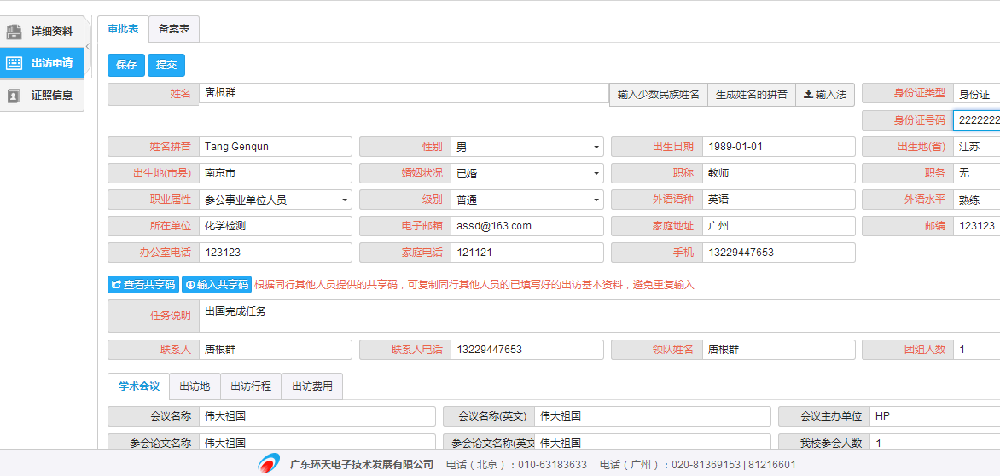 详细资料
出访申请
证照信息
审批表 备案表
保存 提交
姓名 唐根群 输入少数民族姓名 生成姓名的拼音 输入法 身份证类型 身份证
身份证号码 2222222
姓名拼音 Tang Genqun 性别 男 出生日期 1989-01-01 出生地(省) 江苏
出生地(市县) 南京市 婚姻状况 已婚 职称 教师 职务 无
职业属性 参公事业单位人员 级别 普通 外语语种 英语 外语水平 熟练
所在单位 化学检测 电子邮箱 assd@163.com 家庭地址 广州 邮编 123123
办公室电话 123123 家庭电话 121121 手机 13229447653
查看共享码 输入共享码 根据同行其他人员提供的共享码，可复制同行其他人员的已填写好的出访基本资料，避免重复输入
任务说明 出国完成任务
联系人 唐根群 联系人电话 13229447653 领队姓名 唐根群 团组人数 1
学术会议 出访地 出访行程 出访费用
会议名称 伟大祖国 会议名称(英文) 伟大祖国 会议主办单位 HP
参会论文名称 伟大祖国 参会论文名称(英文 伟大祖国 我校参会人数 1
广东环天电子技术发展有限公司 电话（北京）：010-63183633 电话（广州）：020-81369153 | 81216601